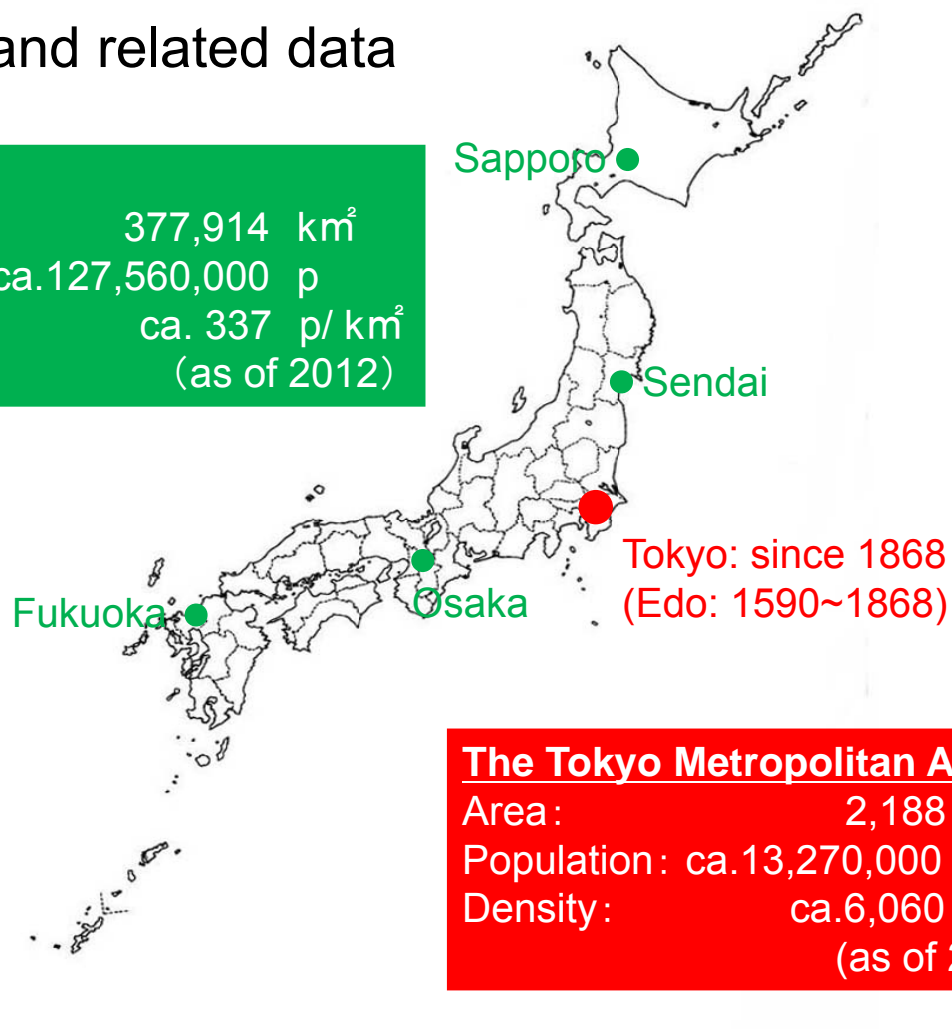 and related data
377,914 km²
ca.127,560,000 p
ca. 337 p/ km²
（as of 2012）
Sapporo
Sendai
Tokyo: since 1868
(Edo: 1590~1868)
Osaka
Fukuoka
The Tokyo Metropolitan A
Area： 2,188
Population： ca.13,270,000
Density： ca.6,060
(as of 2